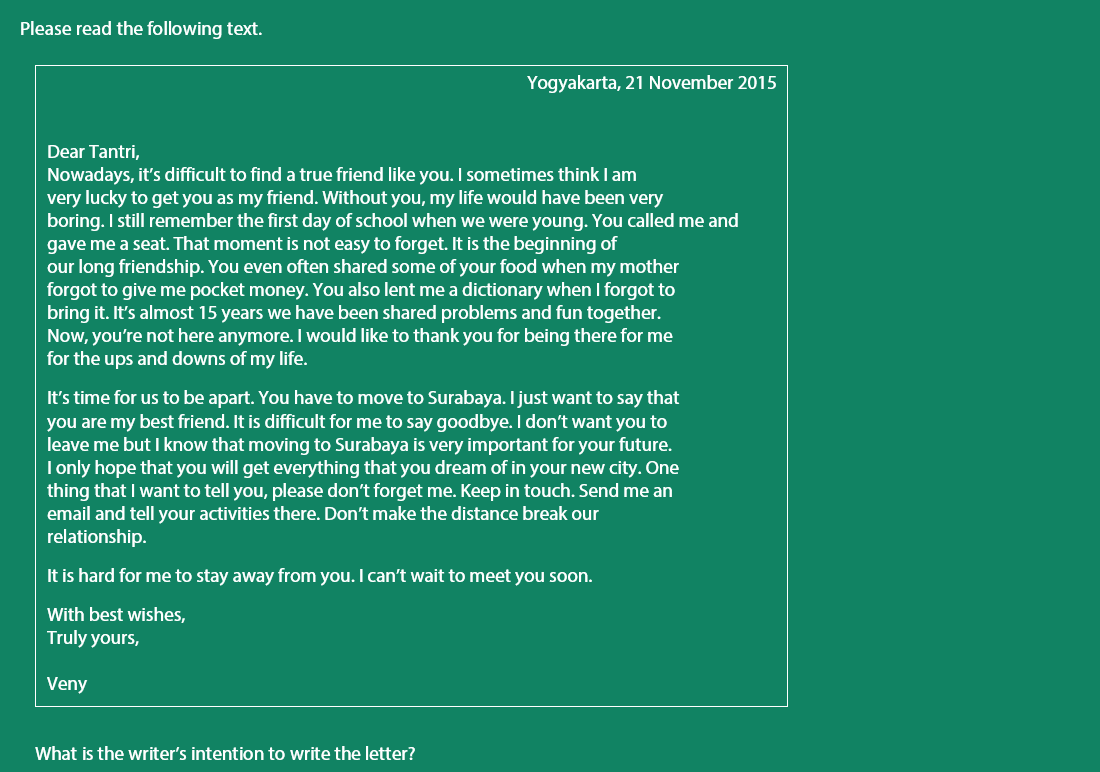 Please read the following text.
Yogyakarta, 21 November 2015
Dear Tantri,
Nowadays, it’s difficult to find a true friend like you. I sometimes think I am
very lucky to get you as my friend. Without you, my life would have been very
boring. I still remember the first day of school when we were young. You called me and
gave me a seat. That moment is not easy to forget. It is the beginning of
our long friendship. You even often shared some of your food when my mother
forgot to give me pocket money. You also lent me a dictionary when I forgot to
bring it. It’s almost 15 years we have been shared problems and fun together.
Now, you’re not here anymore. I would like to thank you for being there for me
for the ups and downs of my life.
It’s time for us to be apart. You have to move to Surabaya. I just want to say that
you are my best friend. It is difficult for me to say goodbye. I don’t want you to
leave me but I know that moving to Surabaya is very important for your future.
I only hope that you will get everything that you dream of in your new city. One
thing that I want to tell you, please don’t forget me. Keep in touch. Send me an
email and tell your activities there. Don’t make the distance break our
relationship.
It is hard for me to stay away from you. I can’t wait to meet you soon.
With best wishes,
Truly yours,
Veny
What is the writer’s intention to write the letter?